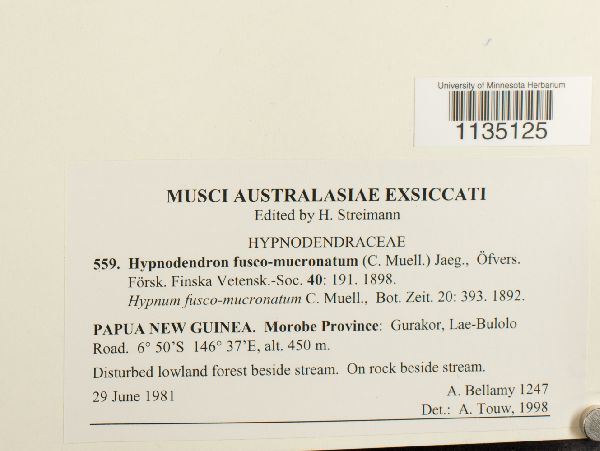 University of Minnesota Herbarium
1135125
MUSCI AUSTRALASIAE EXSICCATI
Edited by H. Streimann
HYPNODENDRACEAE
559. Hypnodendron fusco-mucronatum (C. Muell.) Jaeg., Öfvers.
Försk. Finska Vetensk.-Soc. 40: 191. 1898.
Hypnum fusco-mucronatum C. Muell., Bot. Zeit. 20: 393. 1892.
PAPUA NEW GUINEA. Morobe Province: Gurakor, Lae-Bulolo
Road. 6° 50'S 146° 37'E, alt. 450 m.
Disturbed lowland forest beside stream. On rock beside stream.
29 June 1981
A. Bellamy 1247
Det.: A. Touw, 1998